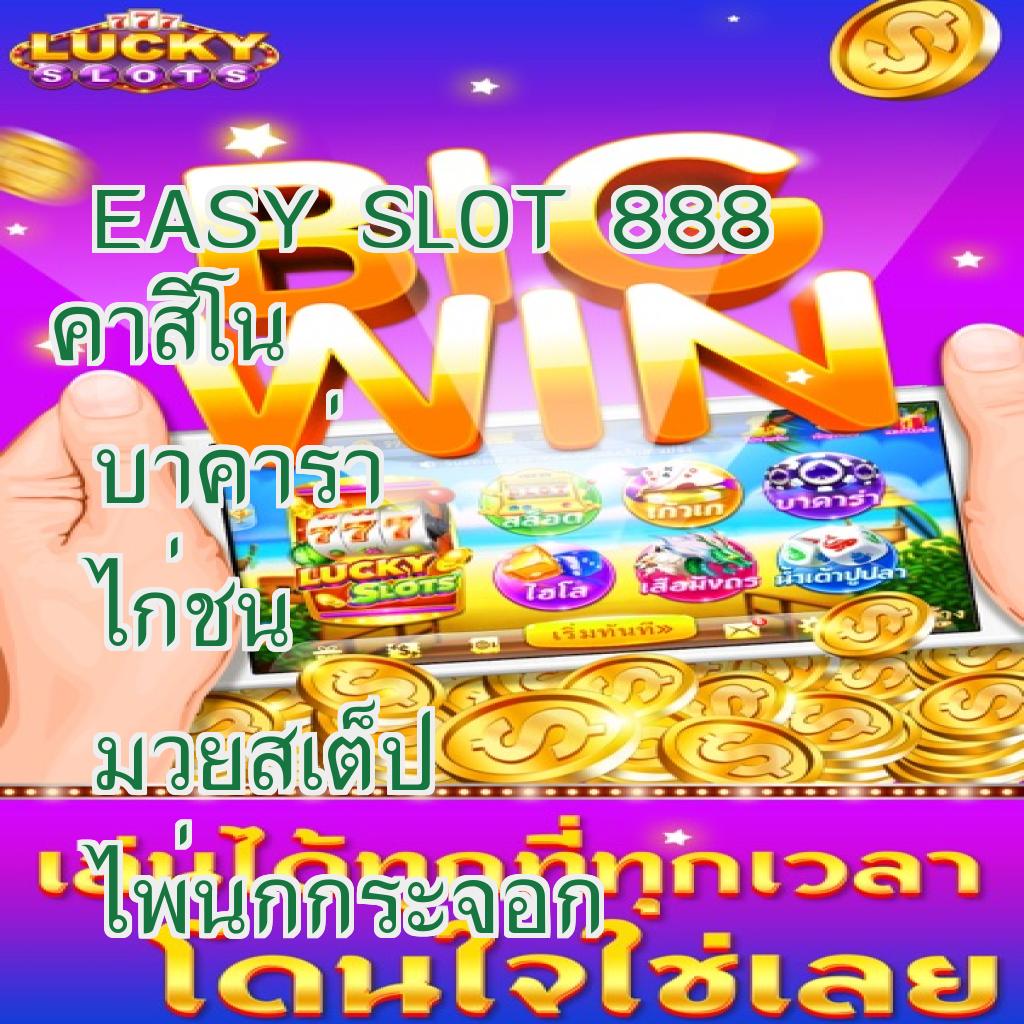 777
LUCKY
SLOTS
BIG
WIN
EASY SLOT 888
คาสิโน
บาคาร่า
ไก่ชน
มวยสเต็ป
ไพ่นกกระจอก
777
LUCKY
SLOTS
สล็อต
เก้าเก
บาคาร่า
ไฮโล
เสือมังกร
น้ำเต้าปูปลา
เริ่มทันที»
เล่นได้ทุกที่ทุกเวลา
โดนใจใช่เลย